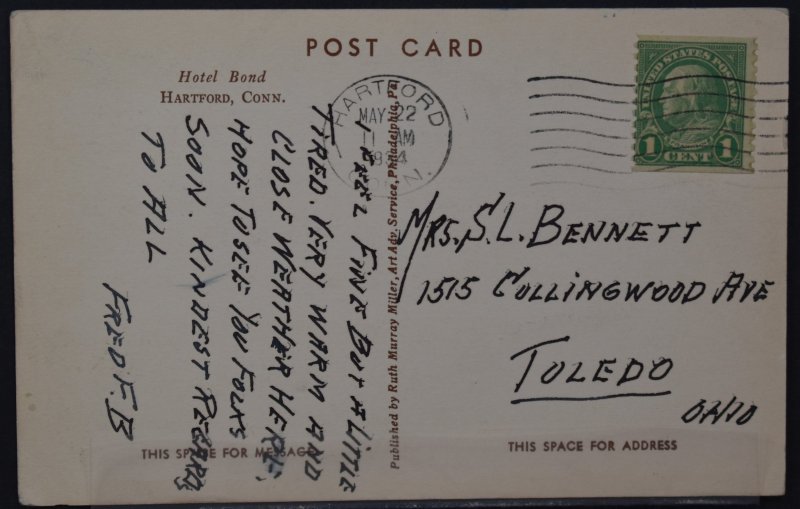 POST CARD
Hotel Bond
HARTFORD, CONN.
HARTFORD
MAY 22
11 AM
1934
CONN.
UNITED STATES POSTAGE
1 CENT 1
I FEEL FINE BUT A LITTLE
TIRED. VERY WARM AND
CLOSE WEATHER HERE,
HOPE TO SEE YOU FOLKS
SOON. KINDEST REGARDS
TO ALL
FRED F. B
Published by Ruth Murray Miller, Art Adv. Service, Philadelphia, Pa.
MRS. S. L. BENNETT
1515 COLLINGWOOD AVE
TOLEDO
OHIO
THIS SPACE FOR MESSAGE
THIS SPACE FOR ADDRESS